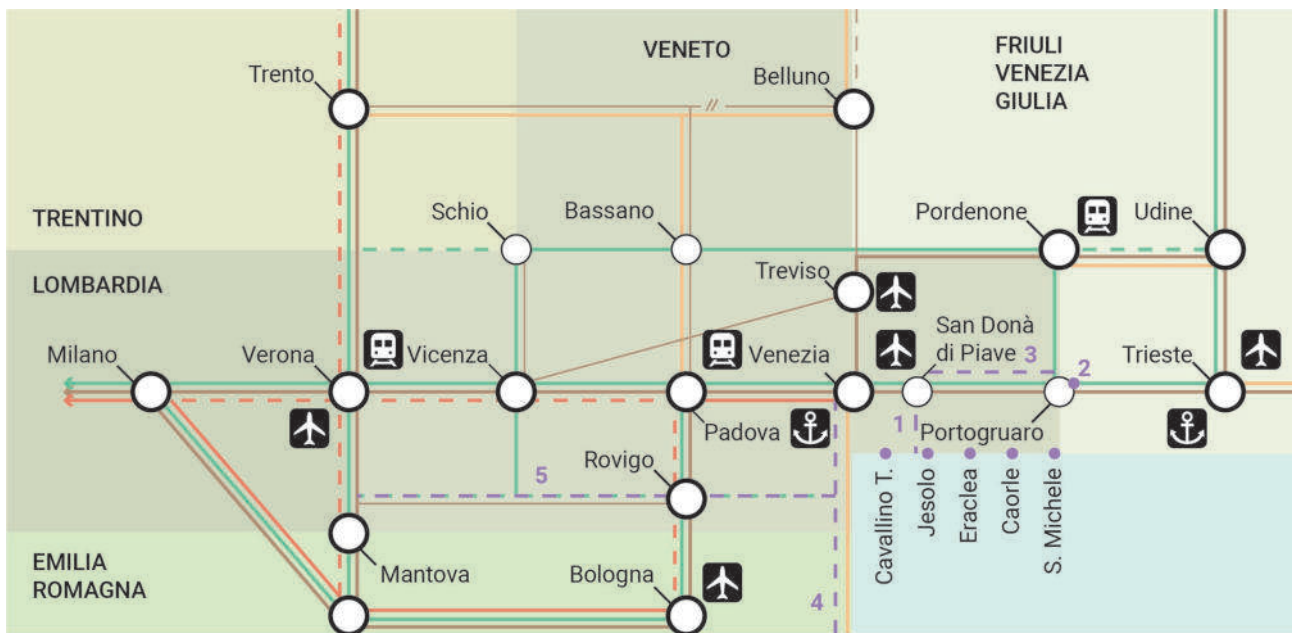 VENETO
FRIULI
VENEZIA
GIULIA
Trento
Belluno
TRENTINO
Schio
Bassano
Pordenone
Udine
LOMBARDIA
Treviso
Milano
Verona
Vicenza
Venezia
San Donà
di Piave
3
Trieste
2
Padova
1
Portogruaro
Rovigo
5
Cavallino T.
Jesolo
Eraclea
Caorle
S. Michele
EMILIA
ROMAGNA
Mantova
Bologna
4